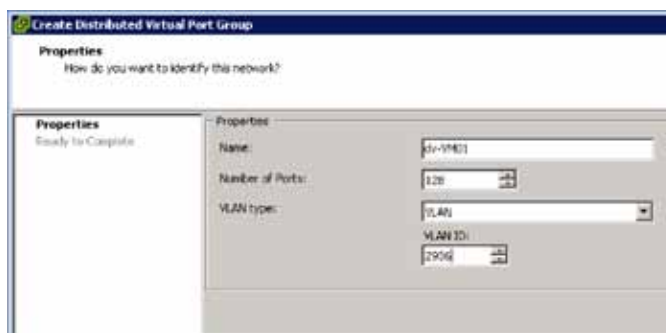 Create Distributed Virtual Port Group
Properties
How do you want to identify this network?
Properties
Ready to Complete
Properties
Name:
dv-VM01
Number of Ports:
128
VLAN type:
VLAN
VLAN ID:
2906